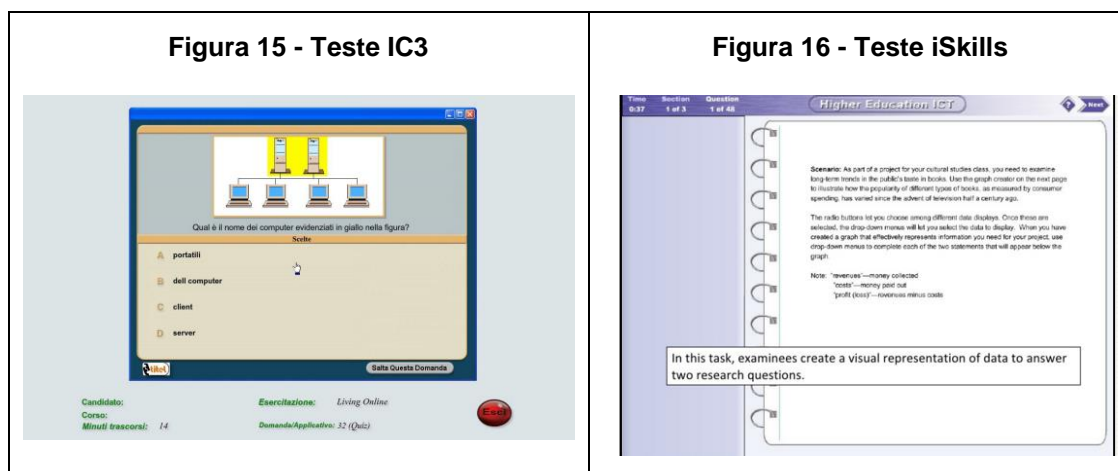 Figura 15 - Teste IC3
Qual è il nome dei computer evidenziati in giallo nella figura?
Scelte
A portatili
B dell computer
C client
D server
Salta Questa Domanda
Candidato:
Corso:
Minuti trascorsi: 14
Esercitazione: Living Online
Domanda/Applicativo: 32 (Quiz)
Esci
Figura 16 - Teste iSkills
Time Section Question
0:37 1 of 3 1 of 48
Higher Education ICT
? Next
Scenario: As part of a project for your cultural studies class, you need to examine
long-term trends in the public's taste in books. Use the graph creator on the next page
to illustrate how the popularity of different types of books, as measured by consumer
spending, has varied since the advent of television half a century ago.
The radio buttons let you choose among different data displays. Once those are
selected, the drop-down menus will let you select the data to display. When you have
created a graph that effectively represents information you need for your project, use
drop-down menus to complete each of the two statements that will appear below the
graph.
Note: "revenues"—money collected
"costs"—money paid out
"profit (loss)"—revenues minus costs
In this task, examinees create a visual representation of data to answer
two research questions.